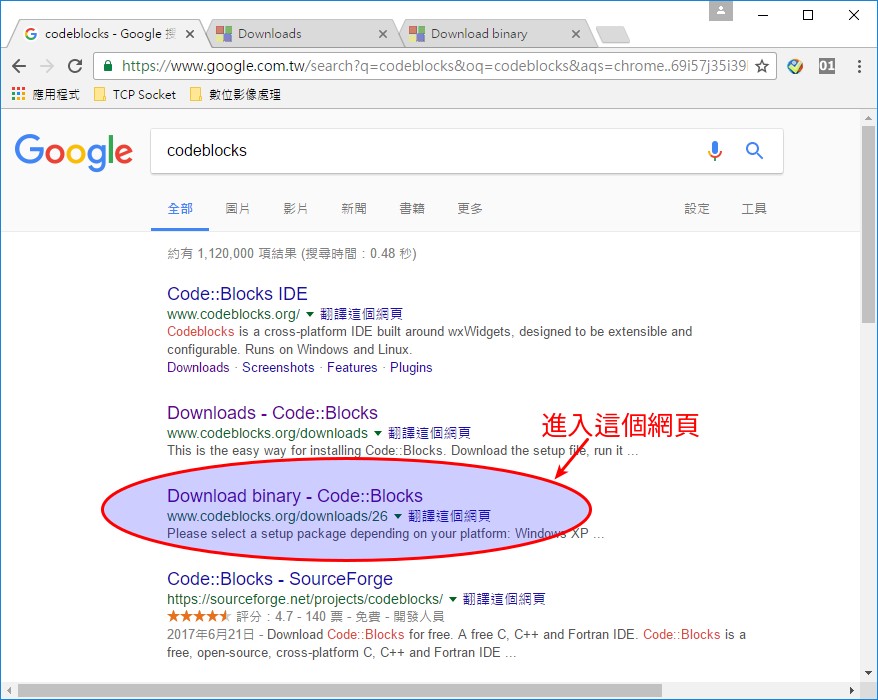 codeblocks - Google 搜
Downloads
Download binary
https://www.google.com.tw/search?q=codeblocks&oq=codeblocks&aqs=chrome..69i57j35i39
01
應用程式 TCP Socket 數位影像處理
Google
codeblocks
全部 圖片 影片 新聞 書籍 更多 設定 工具
約有 1,120,000 項結果 (搜尋時間:0.48 秒)
Code::Blocks IDE
www.codeblocks.org/ ▼ 翻譯這個網頁
Codeblocks is a cross-platform IDE built around wxWidgets, designed to be extensible and
configurable. Runs on Windows and Linux.
Downloads · Screenshots · Features · Plugins
Downloads - Code::Blocks
www.codeblocks.org/downloads ▼ 翻譯這個網頁
This is the easy way for installing Code::Blocks. Download the setup file, run it ...
進入這個網頁
Download binary - Code::Blocks
www.codeblocks.org/downloads/26 ▼ 翻譯這個網頁
Please select a setup package depending on your platform: Windows XP ...
Code::Blocks - SourceForge
https://sourceforge.net/projects/codeblocks/ ▼ 翻譯這個網頁
★★★★★ 評分:4.7 - 140 票 - 免費 - 開發人員
2017年6月21日 - Download Code::Blocks for free. A free C, C++ and Fortran IDE. Code::Blocks is a
free, open-source, cross-platform C, C++ and Fortran IDE ...